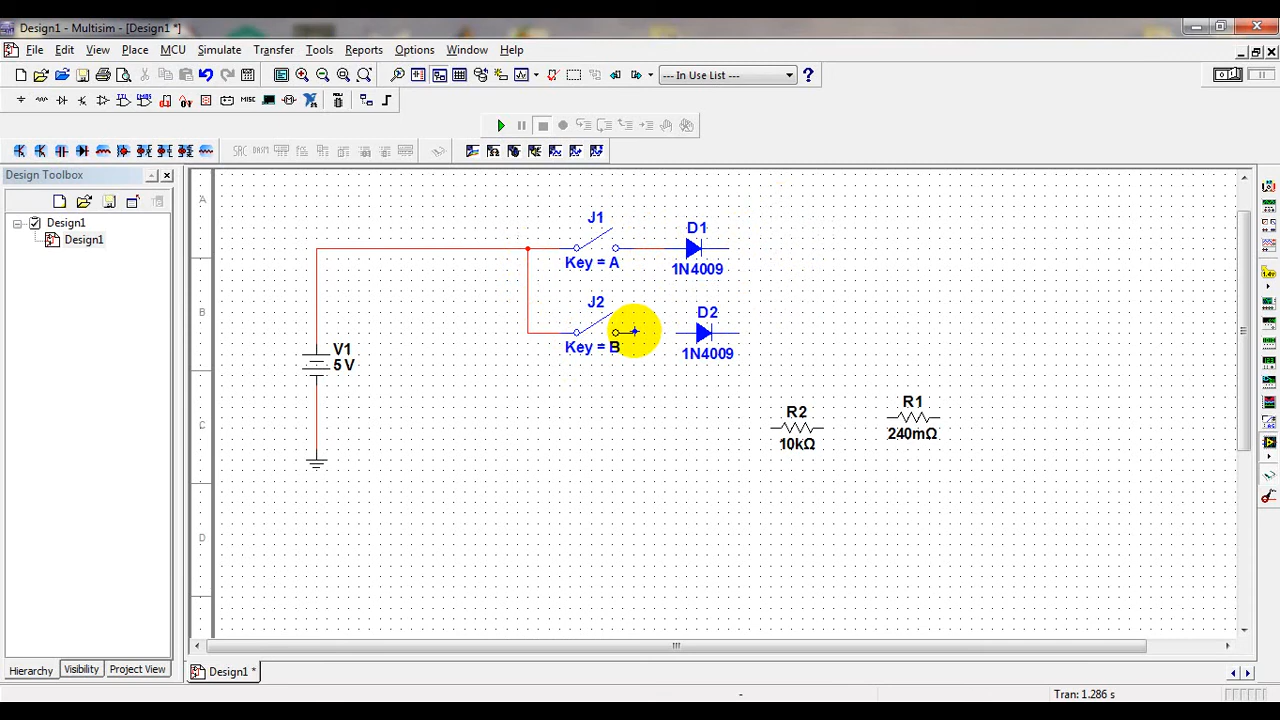 Design1 - Multisim - [Design1 *]
File Edit View Place MCU Simulate Transfer Tools Reports Options Window Help
--- In Use List ---
MISC
Design Toolbox
Design1
Design1
A
B
C
D
J1
Key = A
D1
1N4009
J2
Key = B
D2
1N4009
V1
5 V
R2
10kΩ
R1
240mΩ
Hierarchy Visibility Project View
Design1 *
- Tran: 1.286 s